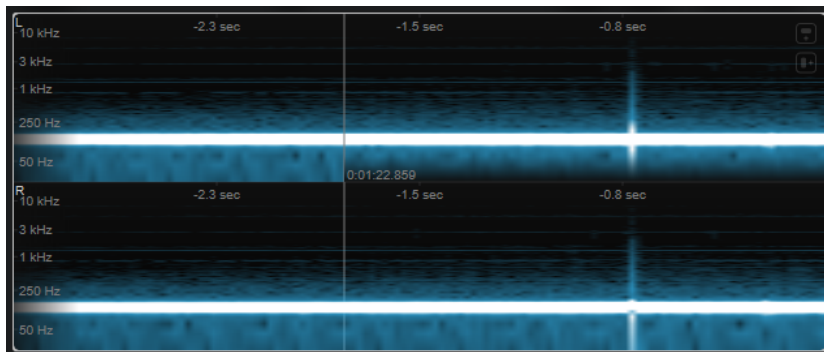 L
-2.3 sec -1.5 sec -0.8 sec
10 kHz
3 kHz
1 kHz
250 Hz
50 Hz
0:01:22.859
R
-2.3 sec -1.5 sec -0.8 sec
10 kHz
3 kHz
1 kHz
250 Hz
50 Hz